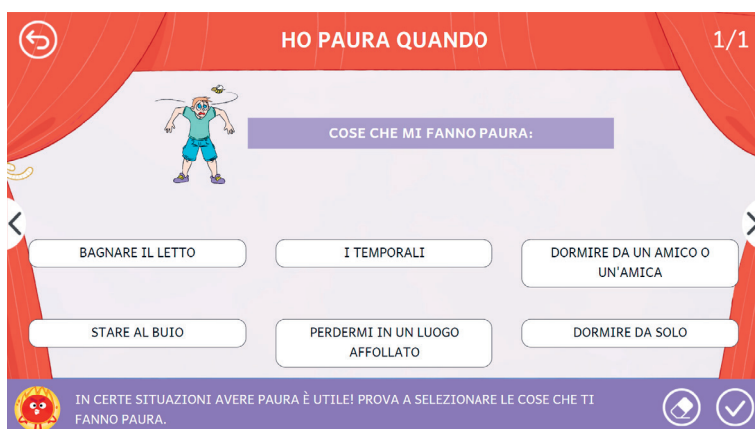 HO PAURA QUANDO
1/1
COSE CHE MI FANNO PAURA:
BAGNARE IL LETTO
I TEMPORALI
DORMIRE DA UN AMICO O
UN'AMICA
STARE AL BUIO
PERDERMI IN UN LUOGO
AFFOLLATO
DORMIRE DA SOLO
IN CERTE SITUAZIONI AVERE PAURA È UTILE! PROVA A SELEZIONARE LE COSE CHE TI
FANNO PAURA.